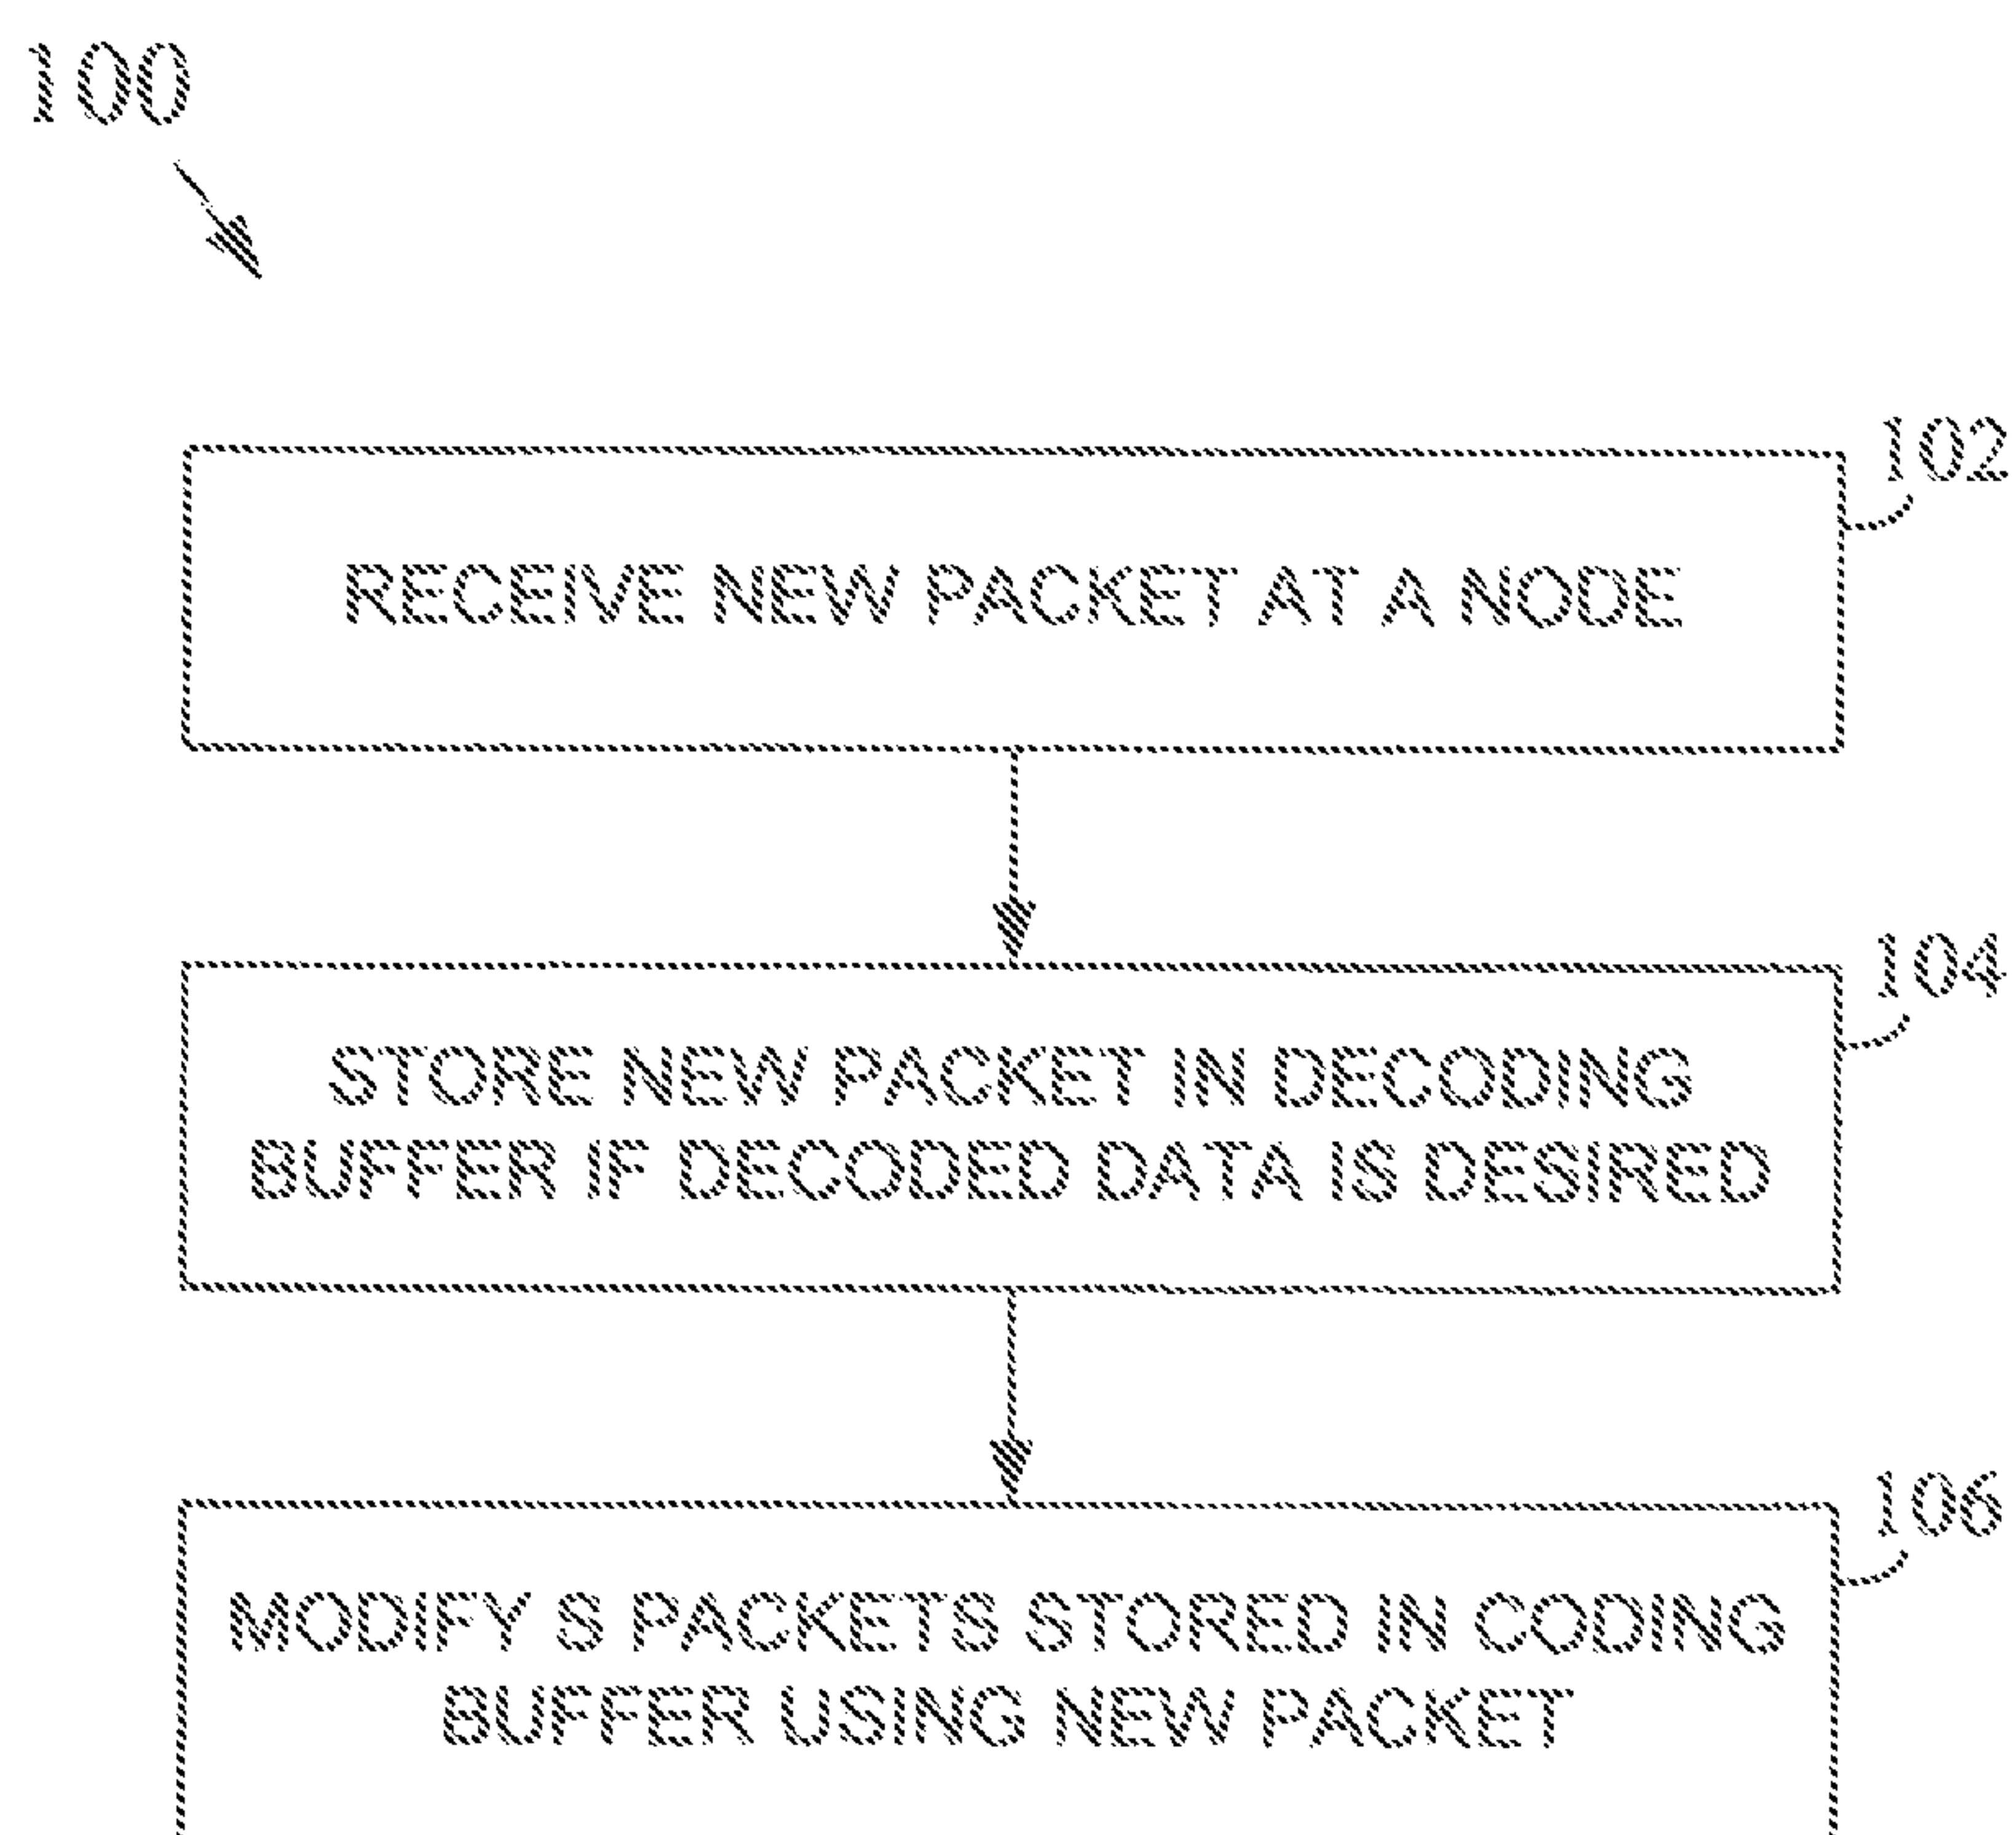 100
102
RECEIVE NEW PACKET AT A NODE
104
STORE NEW PACKET IN DECODING
BUFFER IF DECODED DATA IS DESIRED
106
MODIFY S PACKETS STORED IN CODING
BUFFER USING NEW PACKET